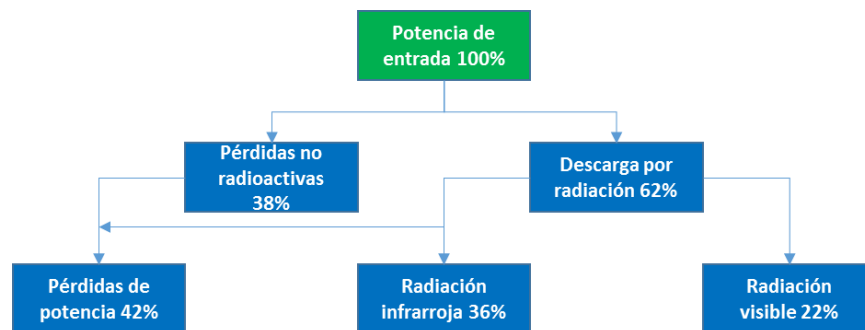 Potencia de
entrada 100%
Pérdidas no
radioactivas
38%
Descarga por
radiación 62%
Pérdidas de
potencia 42%
Radiación
infrarroja 36%
Radiación
visible 22%